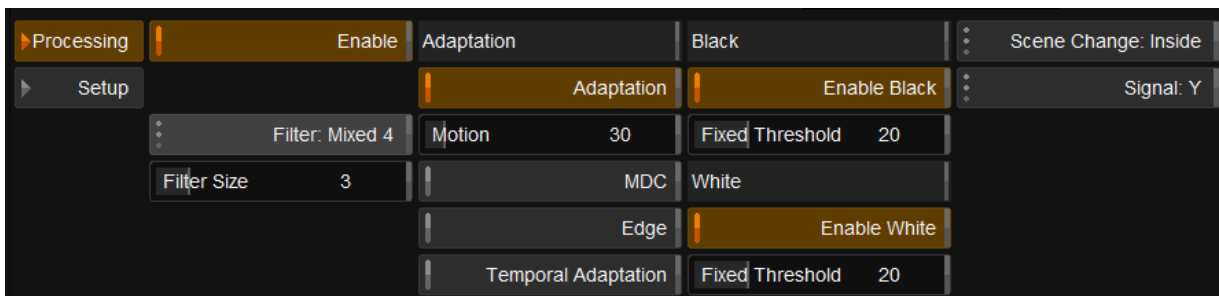 Processing Enable Adaptation Black Scene Change: Inside
Setup Adaptation Enable Black Signal: Y
Filter: Mixed 4 Motion 30 Fixed Threshold 20
Filter Size 3 MDC White
Edge Enable White
Temporal Adaptation Fixed Threshold 20